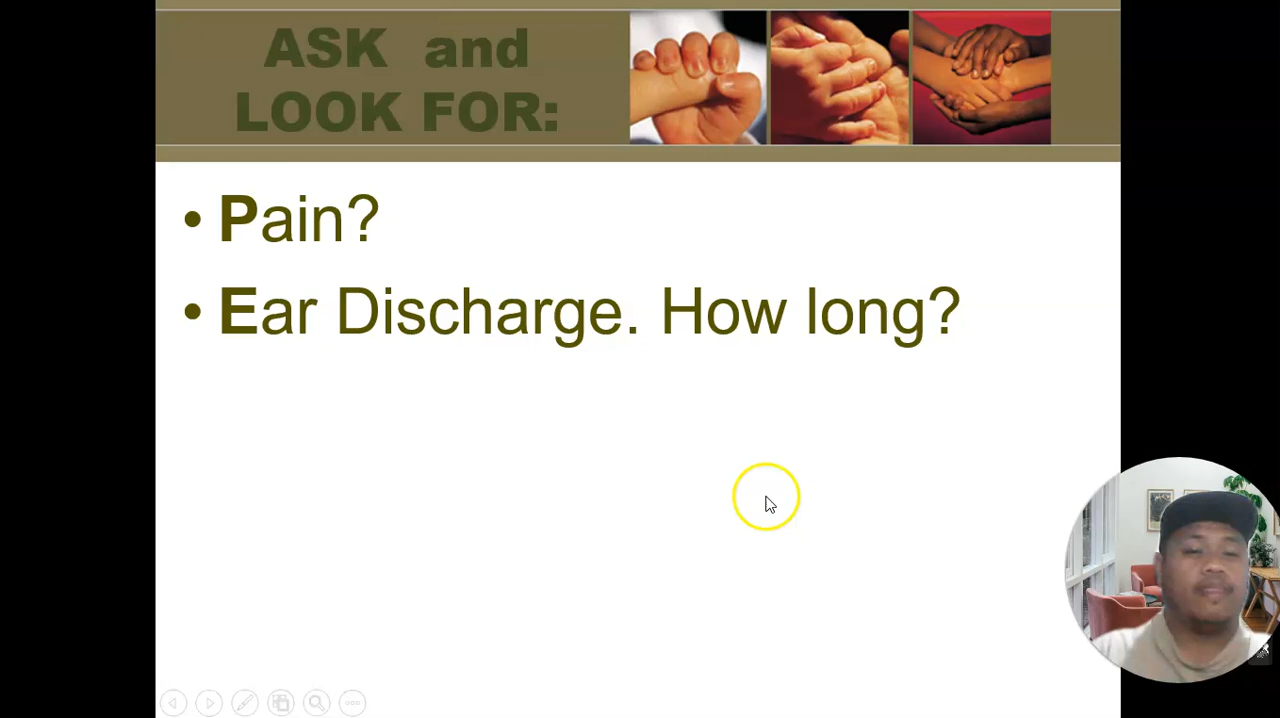 ASK and
LOOK FOR:
• Pain?
• Ear Discharge. How long?